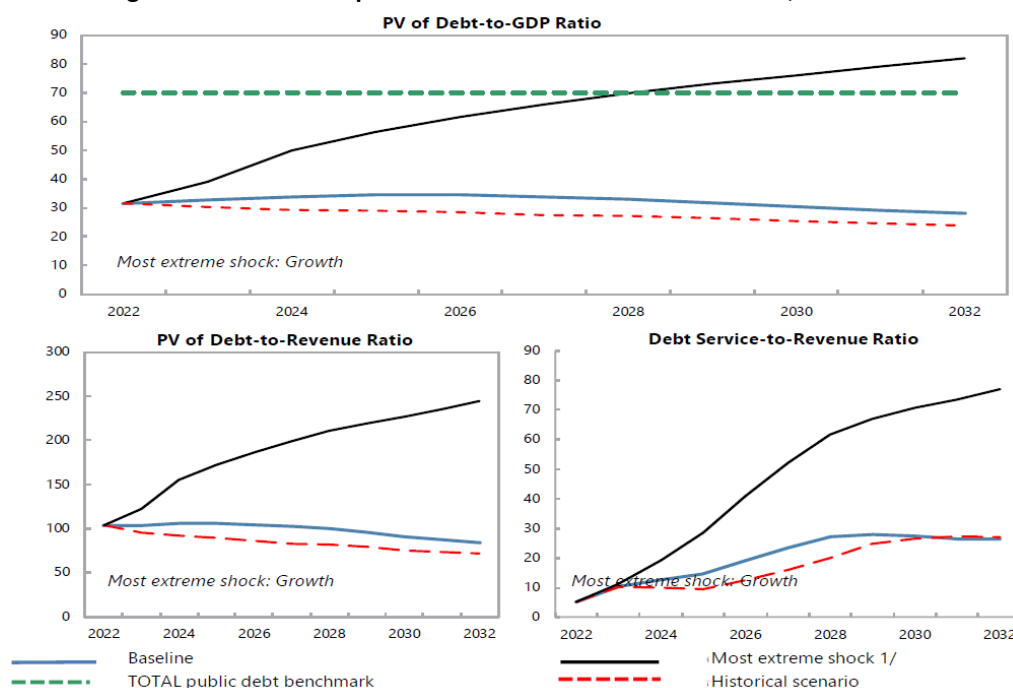 PV of Debt-to-GDP Ratio
90
80
70
60
50
40
30
20
10
0
Most extreme shock: Growth
2022 2024 2026 2028 2030 2032
PV of Debt-to-Revenue Ratio
300
250
200
150
100
50
0
Most extreme shock: Growth
2022 2024 2026 2028 2030 2032
Debt Service-to-Revenue Ratio
90
80
70
60
50
40
30
20
10
0
Most extreme shock: Growth
2022 2024 2026 2028 2030 2032
Baseline
TOTAL public debt benchmark
Most extreme shock 1/
Historical scenario